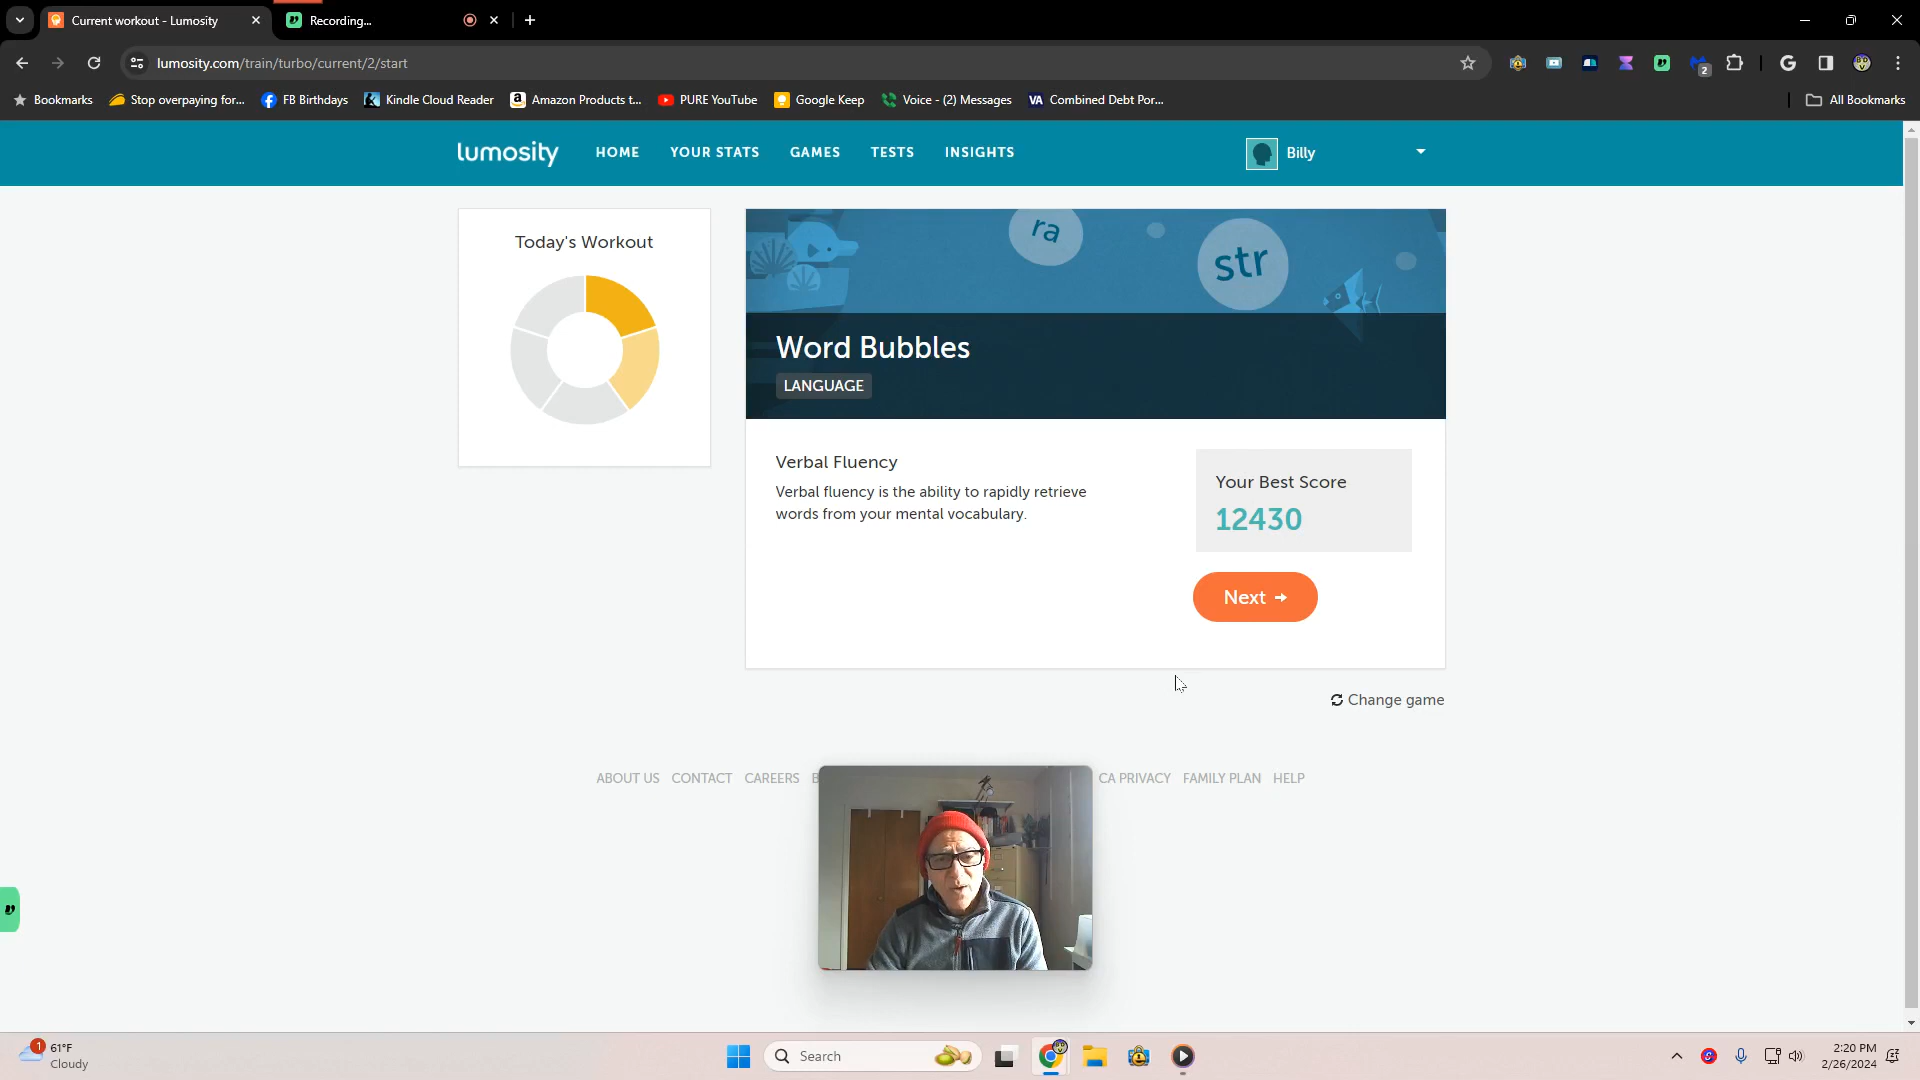 Current workout - Lumosity
Recording...
lumosity.com/train/turbo/current/2/start
2
Bookmarks
Stop overpaying for...
FB Birthdays
Kindle Cloud Reader
Amazon Products t...
PURE YouTube
Google Keep
Voice - (2) Messages
VA Combined Debt Por...
All Bookmarks
lumosity
HOME
YOUR STATS
GAMES
TESTS
INSIGHTS
Billy
Today's Workout
ra
str
Word Bubbles
LANGUAGE
Verbal Fluency
Verbal fluency is the ability to rapidly retrieve
words from your mental vocabulary.
Your Best Score
12430
Next
Change game
ABOUT US CONTACT CAREERS B
CA PRIVACY FAMILY PLAN HELP
1
61°F
Cloudy
Search
2:20 PM
2/26/2024